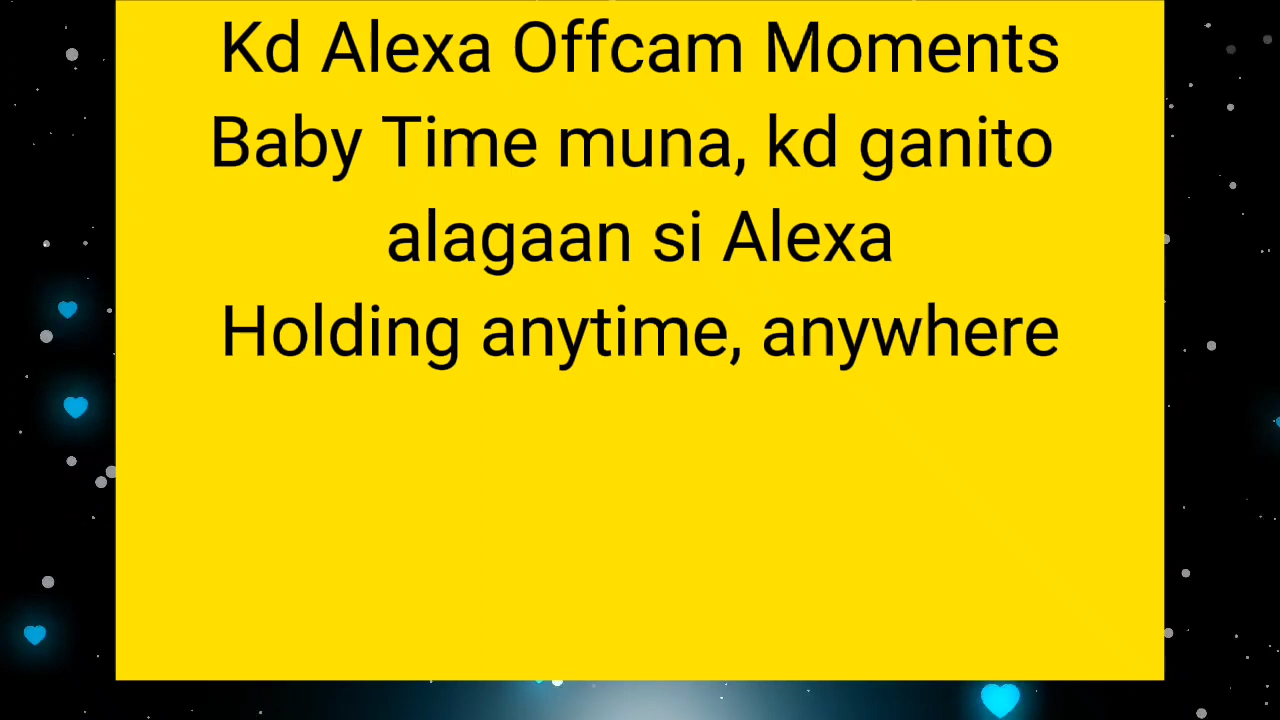 Kd Alexa Offcam Moments
Baby Time muna, kd ganito
alagaan si Alexa
Holding anytime, anywhere